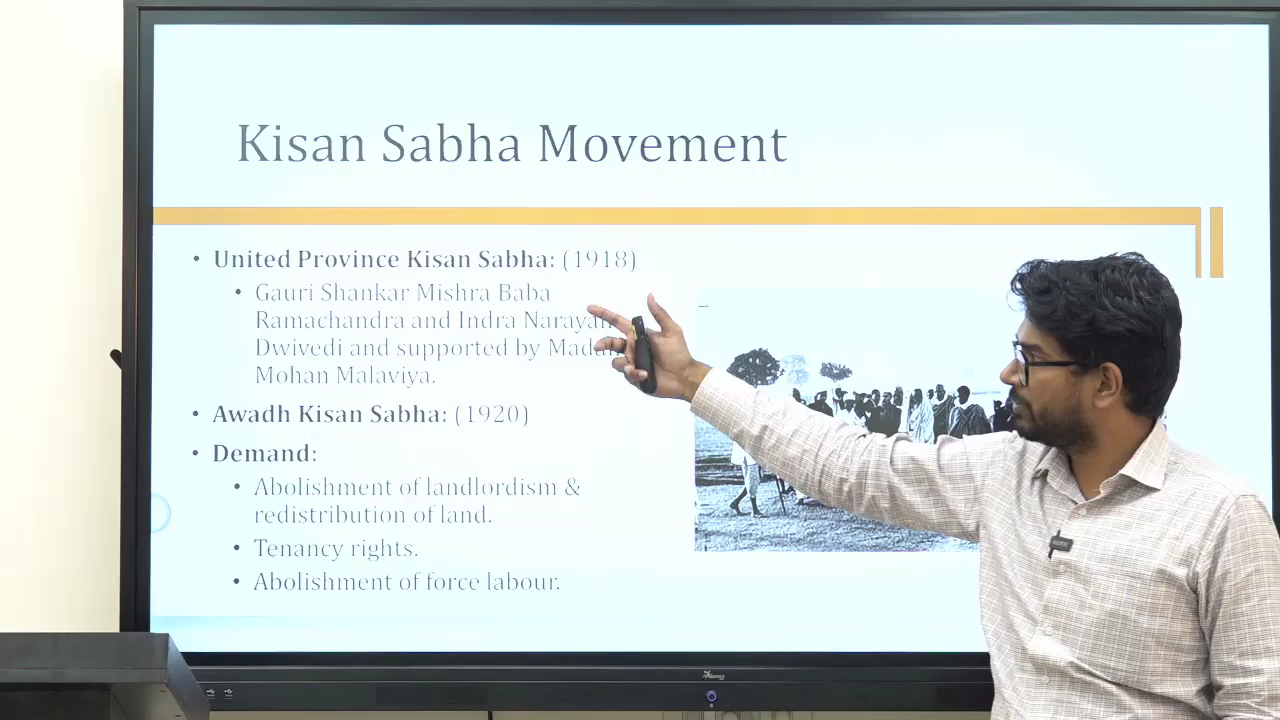 Kisan Sabha Movement
• United Province Kisan Sabha: (1918)
• Gauri Shankar Mishra Baba
Ramachandra and Indra Narayan
Dwivedi and supported by Madan
Mohan Malaviya.
• Awadh Kisan Sabha: (1920)
• Demand:
• Abolishment of landlordism &
redistribution of land.
• Tenancy rights.
• Abolishment of force labour.